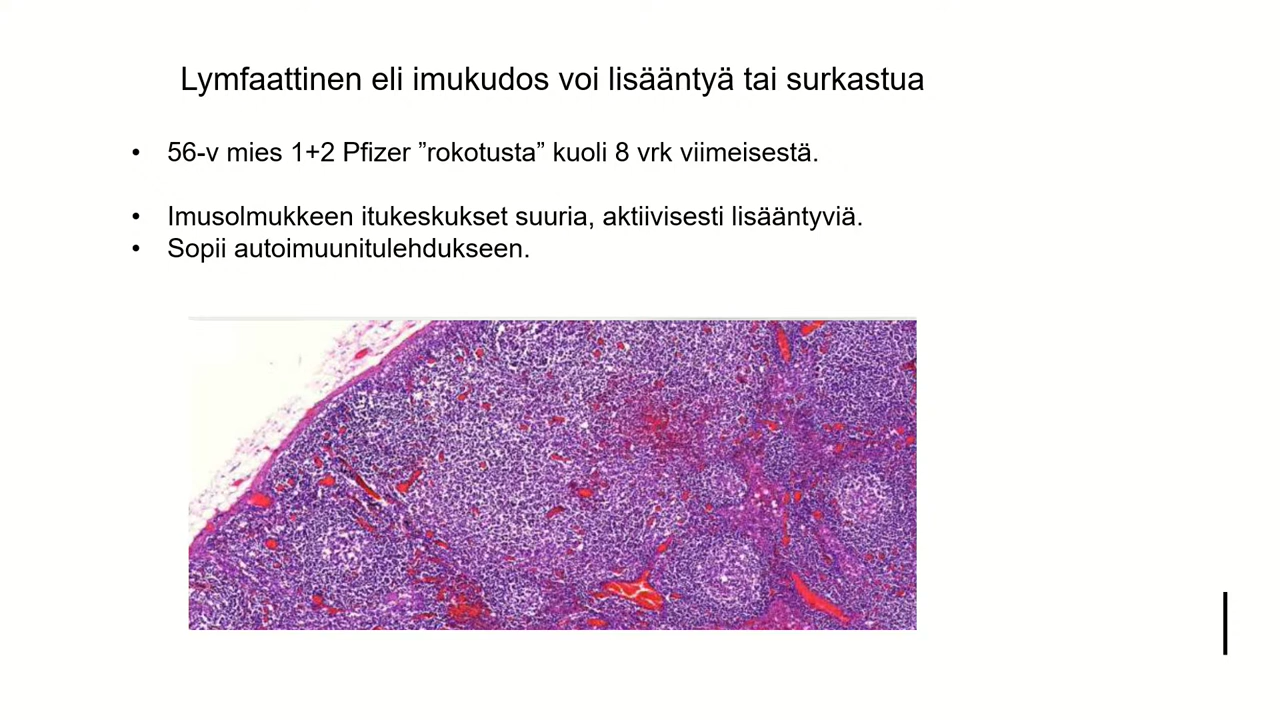 Lymfaattinen eli imukudos voi lisääntyä tai surkastua
• 56-v mies 1+2 Pfizer ”rokotusta” kuoli 8 vrk viimeisestä.
• Imusolmukkeen itukeskukset suuria, aktiivisesti lisääntyviä.
• Sopii autoimuunitulehdukseen.